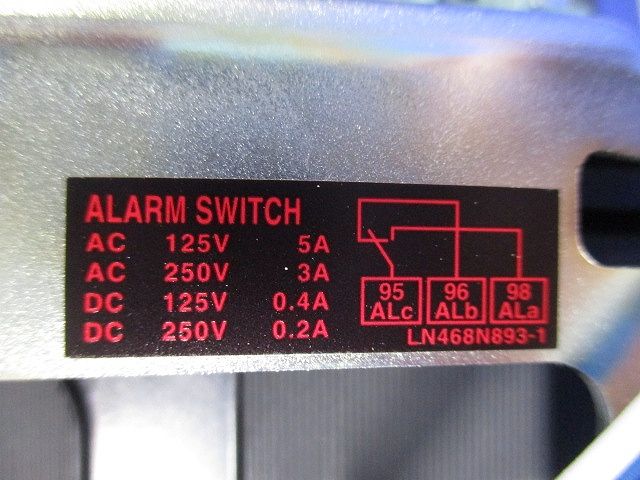 ALARM SWITCH
AC 125V 5A
AC 250V 3A
DC 125V 0.4A
DC 250V 0.2A
95 96 98
ALc ALb ALa
LN468N893-1